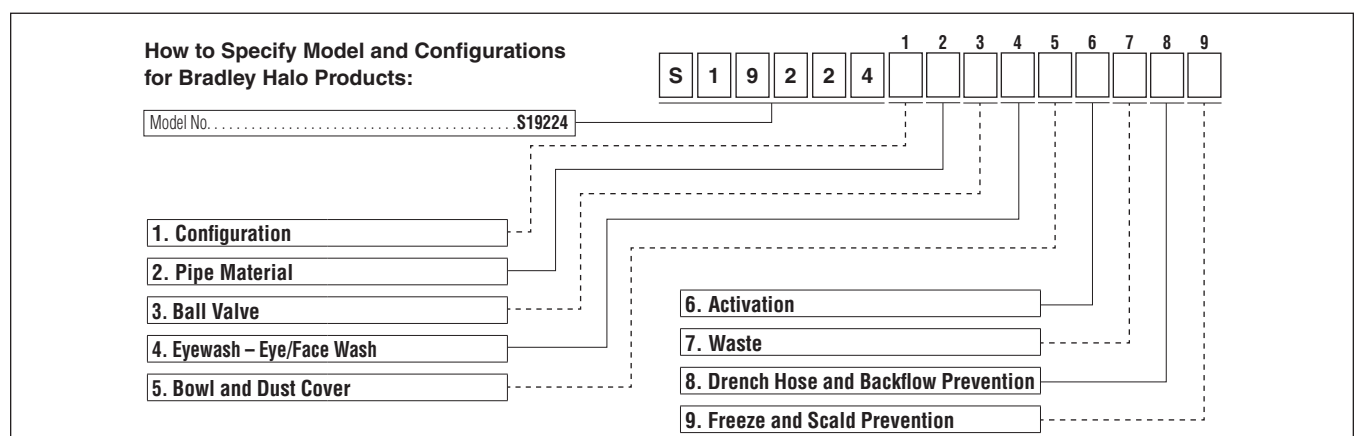 How to Specify Model and Configurations
for Bradley Halo Products:
1 2 3 4 5 6 7 8 9
S 1 9 2 2 4
Model No. . . . . . . . . . . . . . . . . . . . . . . . . . . . . . . . . . . . . . . . . .S19224
1. Configuration
2. Pipe Material
3. Ball Valve
4. Eyewash – Eye/Face Wash
5. Bowl and Dust Cover
6. Activation
7. Waste
8. Drench Hose and Backflow Prevention
9. Freeze and Scald Prevention